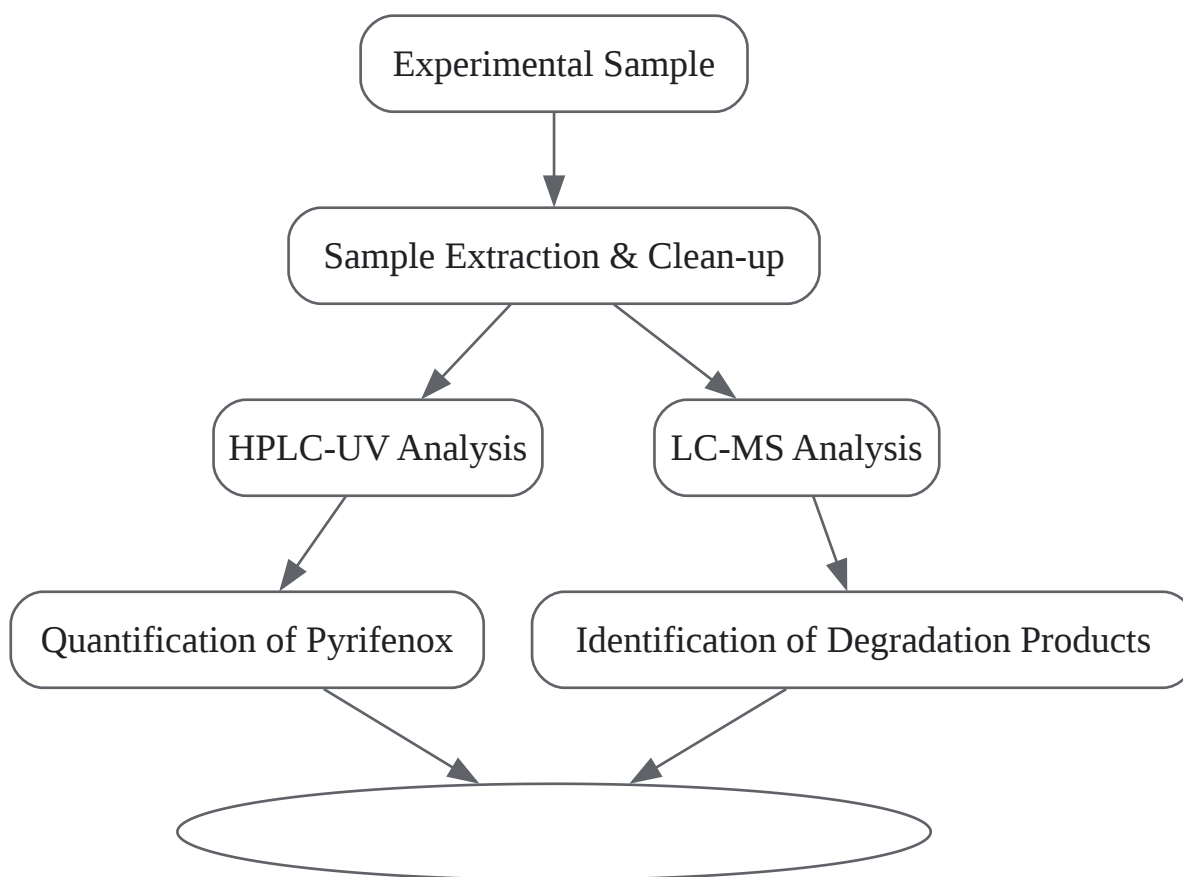 Experimental Sample
Sample Extraction & Clean-up
HPLC-UV Analysis
LC-MS Analysis
Quantification of Pyrifenox
Identification of Degradation Products